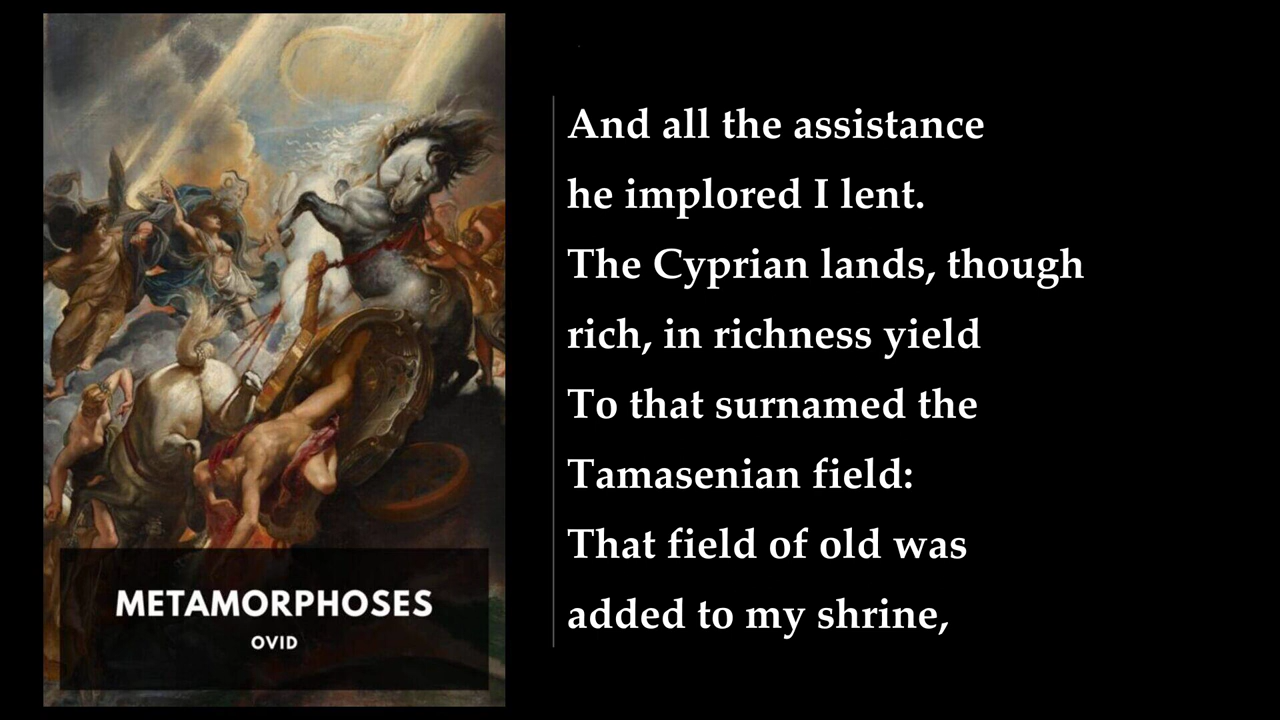 METAMORPHOSES
OVID
And all the assistance
he implored I lent.
The Cyprian lands, though
rich, in richness yield
To that surnamed the
Tamasenian field:
That field of old was
added to my shrine,